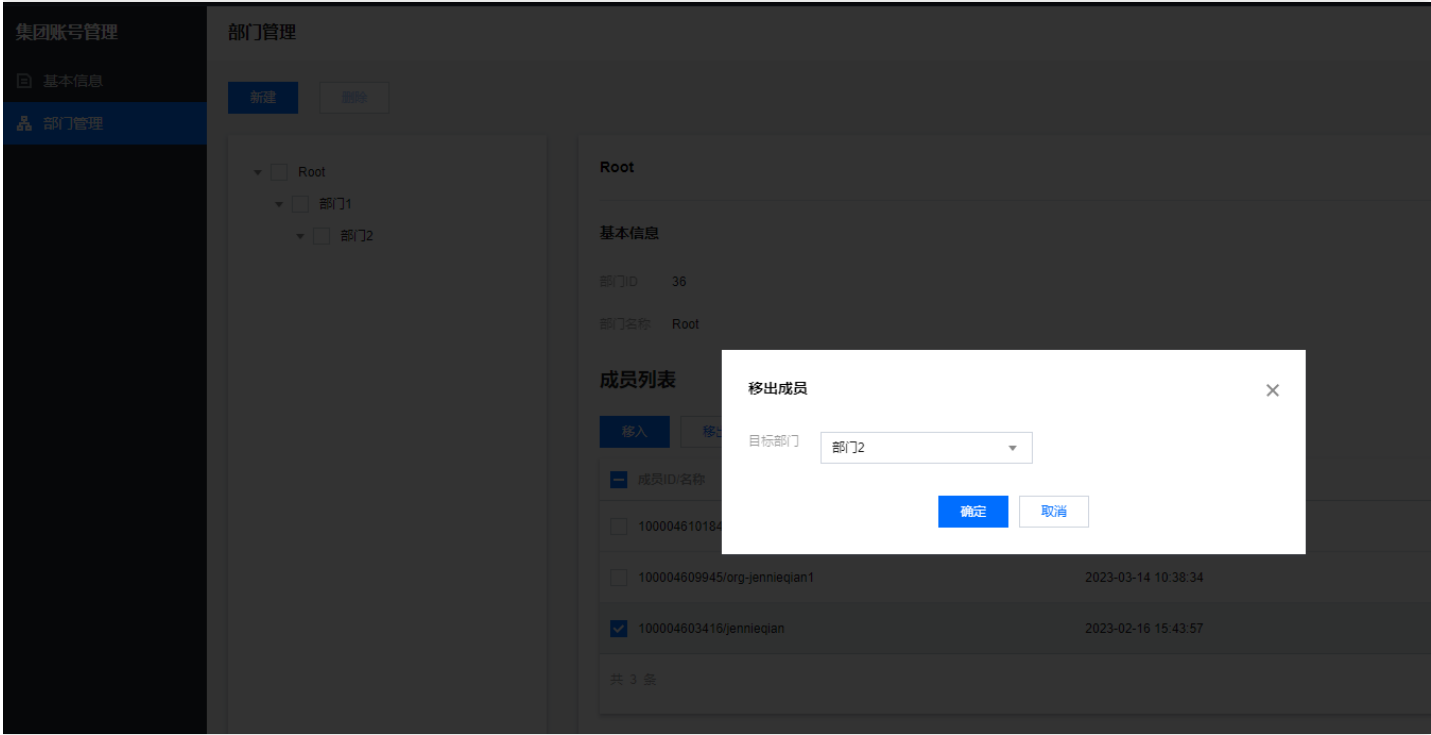 集团账号管理
部门管理
基本信息
部门管理
新建
删除
Root
部门1
部门2
Root
基本信息
部门ID 36
部门名称 Root
成员列表
移入
移出成员
目标部门 部门2
确定 取消
成员ID/名称
100004610184
100004609945/org-jennieqian1 2023-03-14 10:38:34
100004603416/jennieqian 2023-02-16 15:43:57
共 3 条